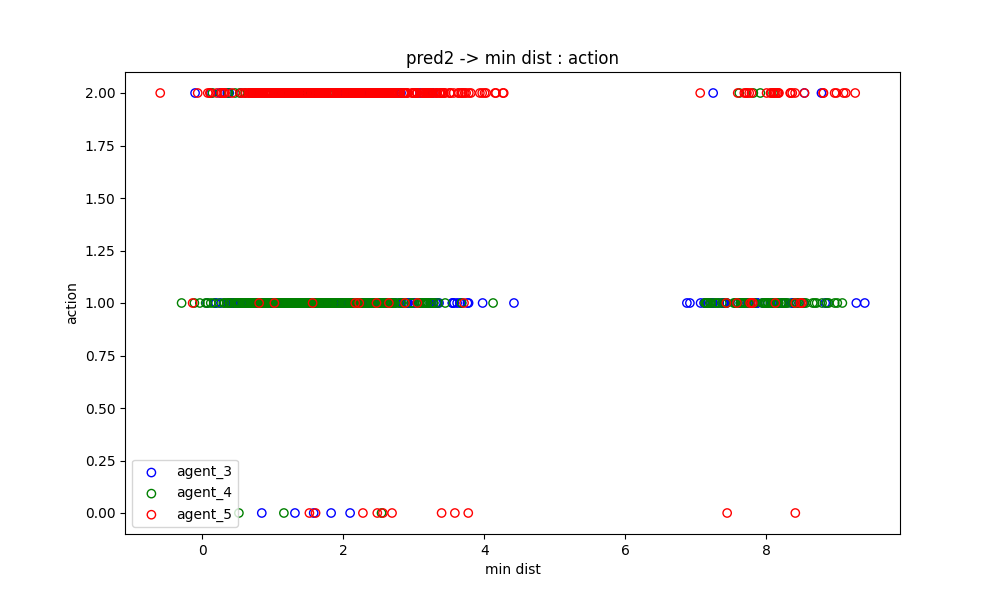 pred2 -> min dist : action
action
2.00
1.75
1.50
1.25
1.00
0.75
0.50
0.25
0.00
agent_3
agent_4
agent_5
0 2 4 6 8
min dist